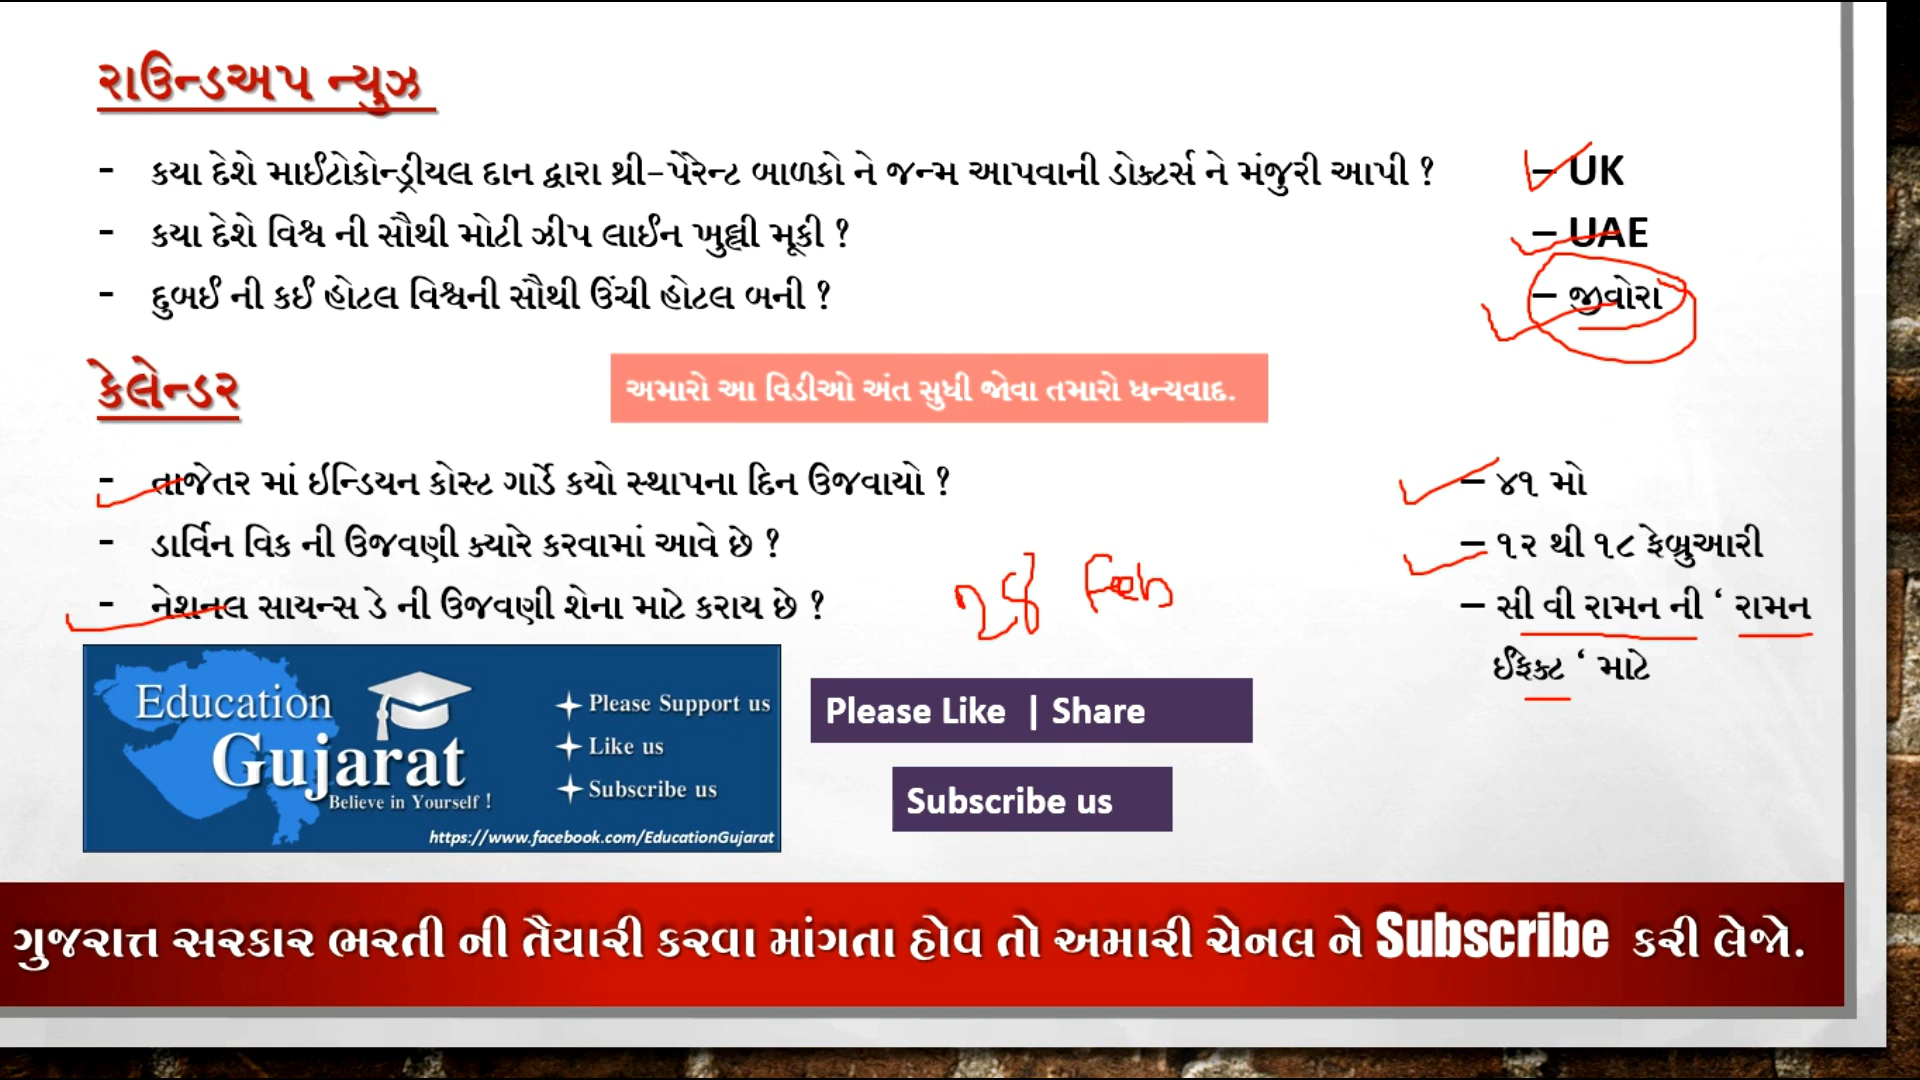 રાઉન્ડઅપ ન્યુઝ
- કયા દેશે માઈટોકોન્ડ્રીયલ દાન દ્વારા થ્રી-પેરેન્ટ બાળકો ને જન્મ આપવાની ડોક્ટર્સ ને મંજુરી આપી ? – UK
- કયા દેશે વિશ્વ ની સૌથી મોટી ઝીપ લાઈન ખુલ્લી મૂકી ? – UAE
- દુબઈ ની કઈ હોટલ વિશ્વની સૌથી ઉંચી હોટલ બની ? – જીવોરા
કેલેન્ડર
અમારો આ વિડીઓ અંત સુધી જોવા તમારો ધન્યવાદ.
- તાજેતર માં ઈન્ડિયન કોસ્ટ ગાર્ડે કયો સ્થાપના દિન ઉજવાયો ? – ૪૧ મો
- ડાર્વિન વિક ની ઉજવણી ક્યારે કરવામાં આવે છે ? – ૧૨ થી ૧૮ ફેબ્રુઆરી
- નેશનલ સાયન્સ ડે ની ઉજવણી શેના માટે કરાય છે ? 28 Feb – સી વી રામન ની ‘ રામન
ઈફેક્ટ ‘ માટે
Education
Gujarat
Believe in Yourself !
Please Support us
Like us
Subscribe us
https://www.facebook.com/EducationGujarat
Please Like | Share
Subscribe us
ગુજરાત્ત સરકાર ભરતી ની તૈયારી કરવા માંગતા હોવ તો અમારી ચેનલ ને Subscribe કરી લેજો.